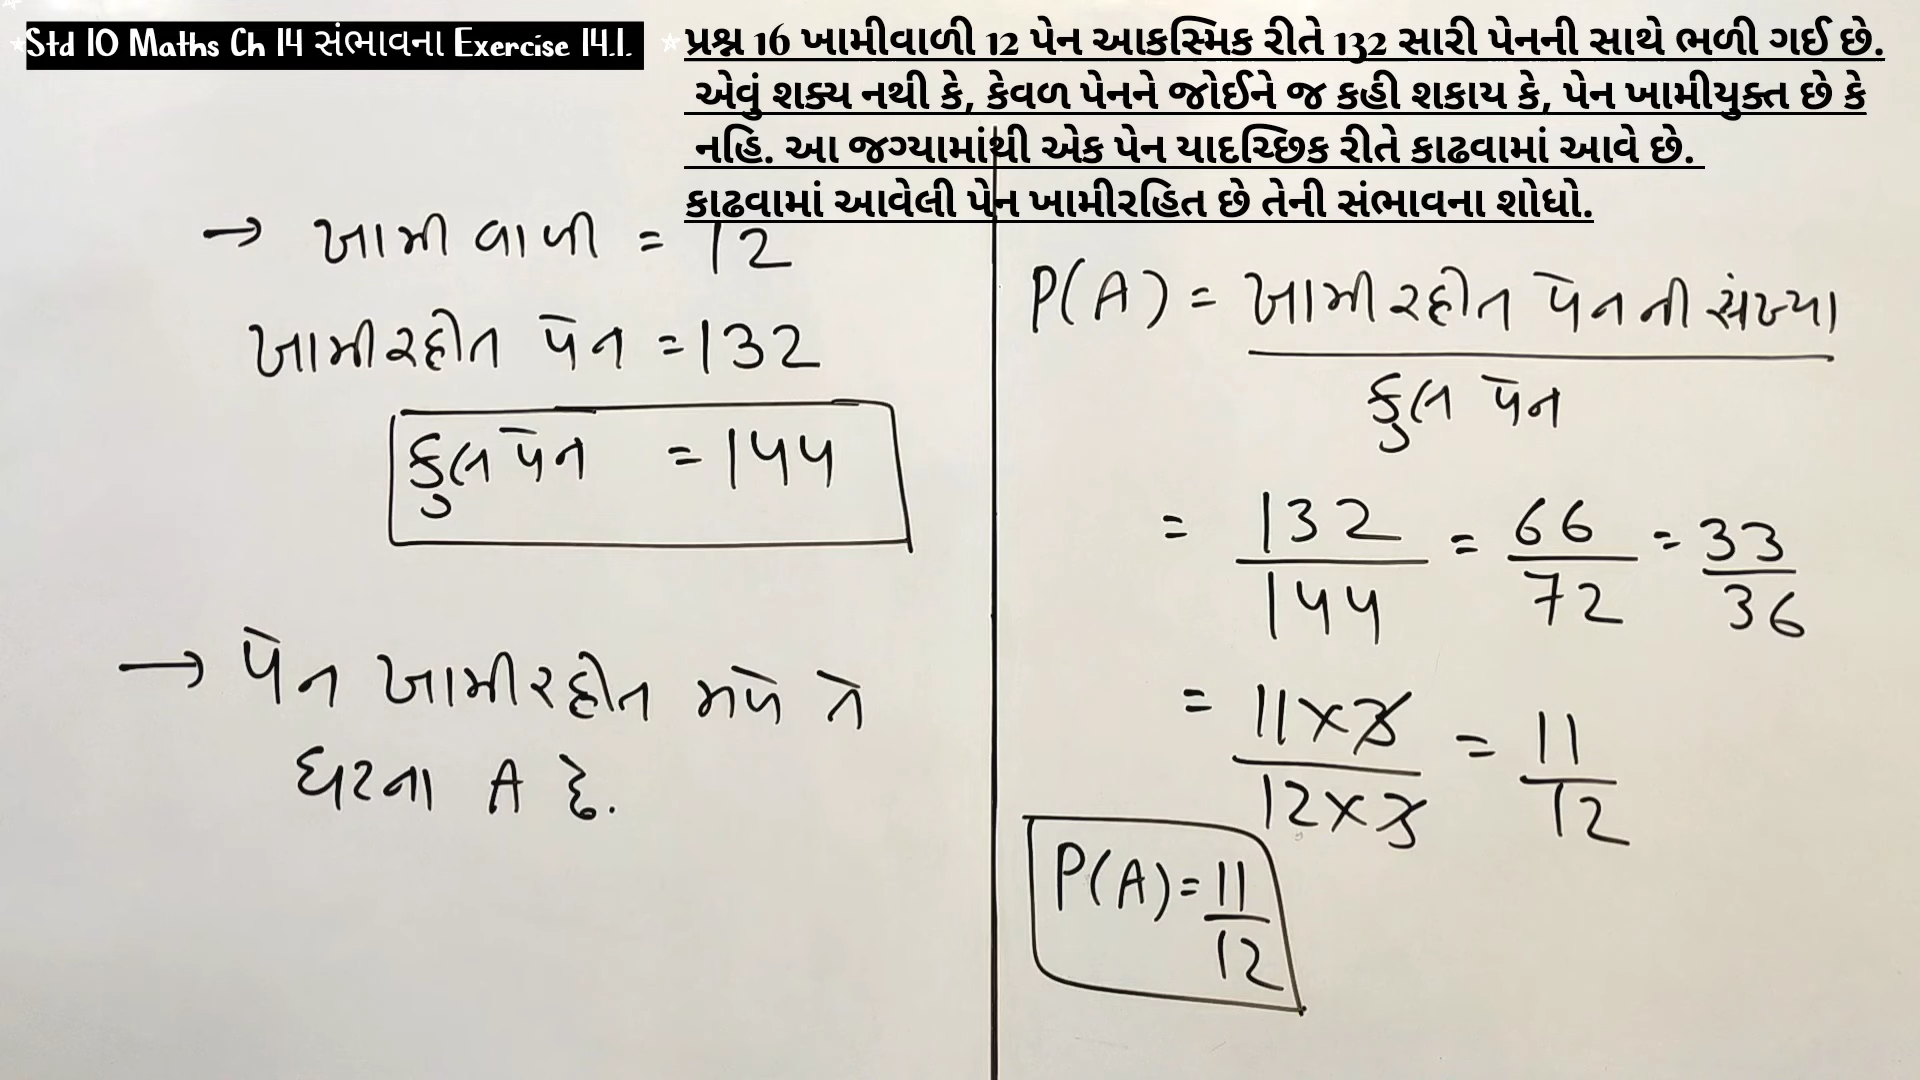 Std 10 Maths Ch 14 સંભાવના Exercise 14.1.
પ્રશ્ન 16 ખામીવાળી 12 પેન આકસ્મિક રીતે 132 સારી પેનની સાથે ભળી ગઈ છે.
એવું શક્ય નથી કે, કેવળ પેનને જોઈને જ કહી શકાય કે, પેન ખામીયુક્ત છે કે
નહિ. આ જગ્યામાંથી એક પેન યાદચ્છિક રીતે કાઢવામાં આવે છે.
કાઢવામાં આવેલી પેન ખામીરહિત છે તેની સંભાવના શોધો.
→ ખામી વાળી = 12
ખામીરહીત પેન = 132
કુલ પેન = 144
→ પેન ખામીરહીત મળે તે
ઘટના A છે.
P(A) = ખામીરહીત પેનની સંખ્યા / કુલ પેન
= 132/144 = 66/72 = 33/36
= 11×3/12×3 = 11/12
P(A) = 11/12